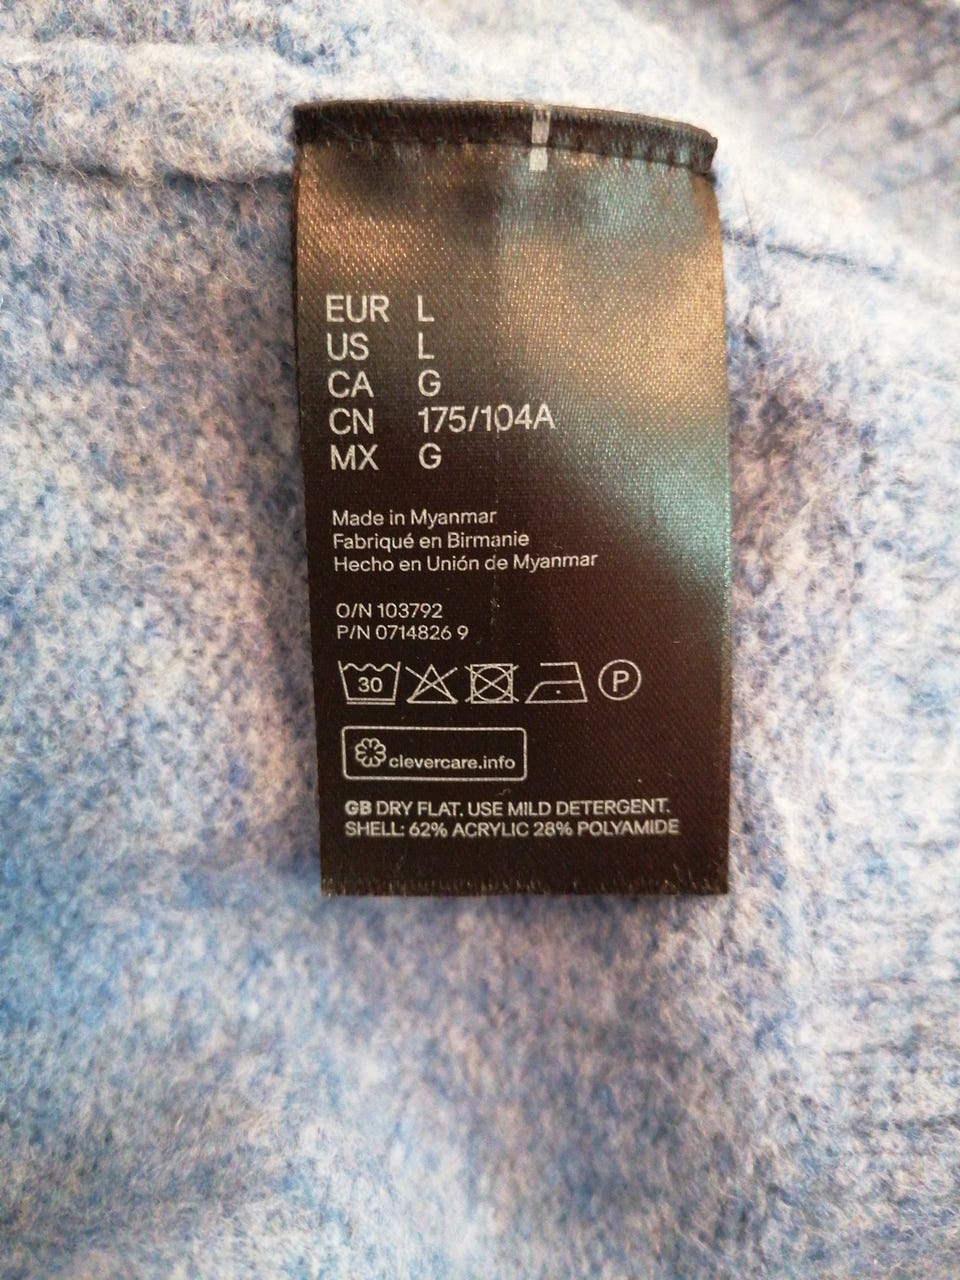 EUR L
US L
CA G
CN 175/104A
MX G
Made in Myanmar
Fabriqué en Birmanie
Hecho en Unión de Myanmar
O/N 103792
P/N 0714826 9
30 P
clevercare.info
GB DRY FLAT. USE MILD DETERGENT.
SHELL: 62% ACRYLIC 28% POLYAMIDE